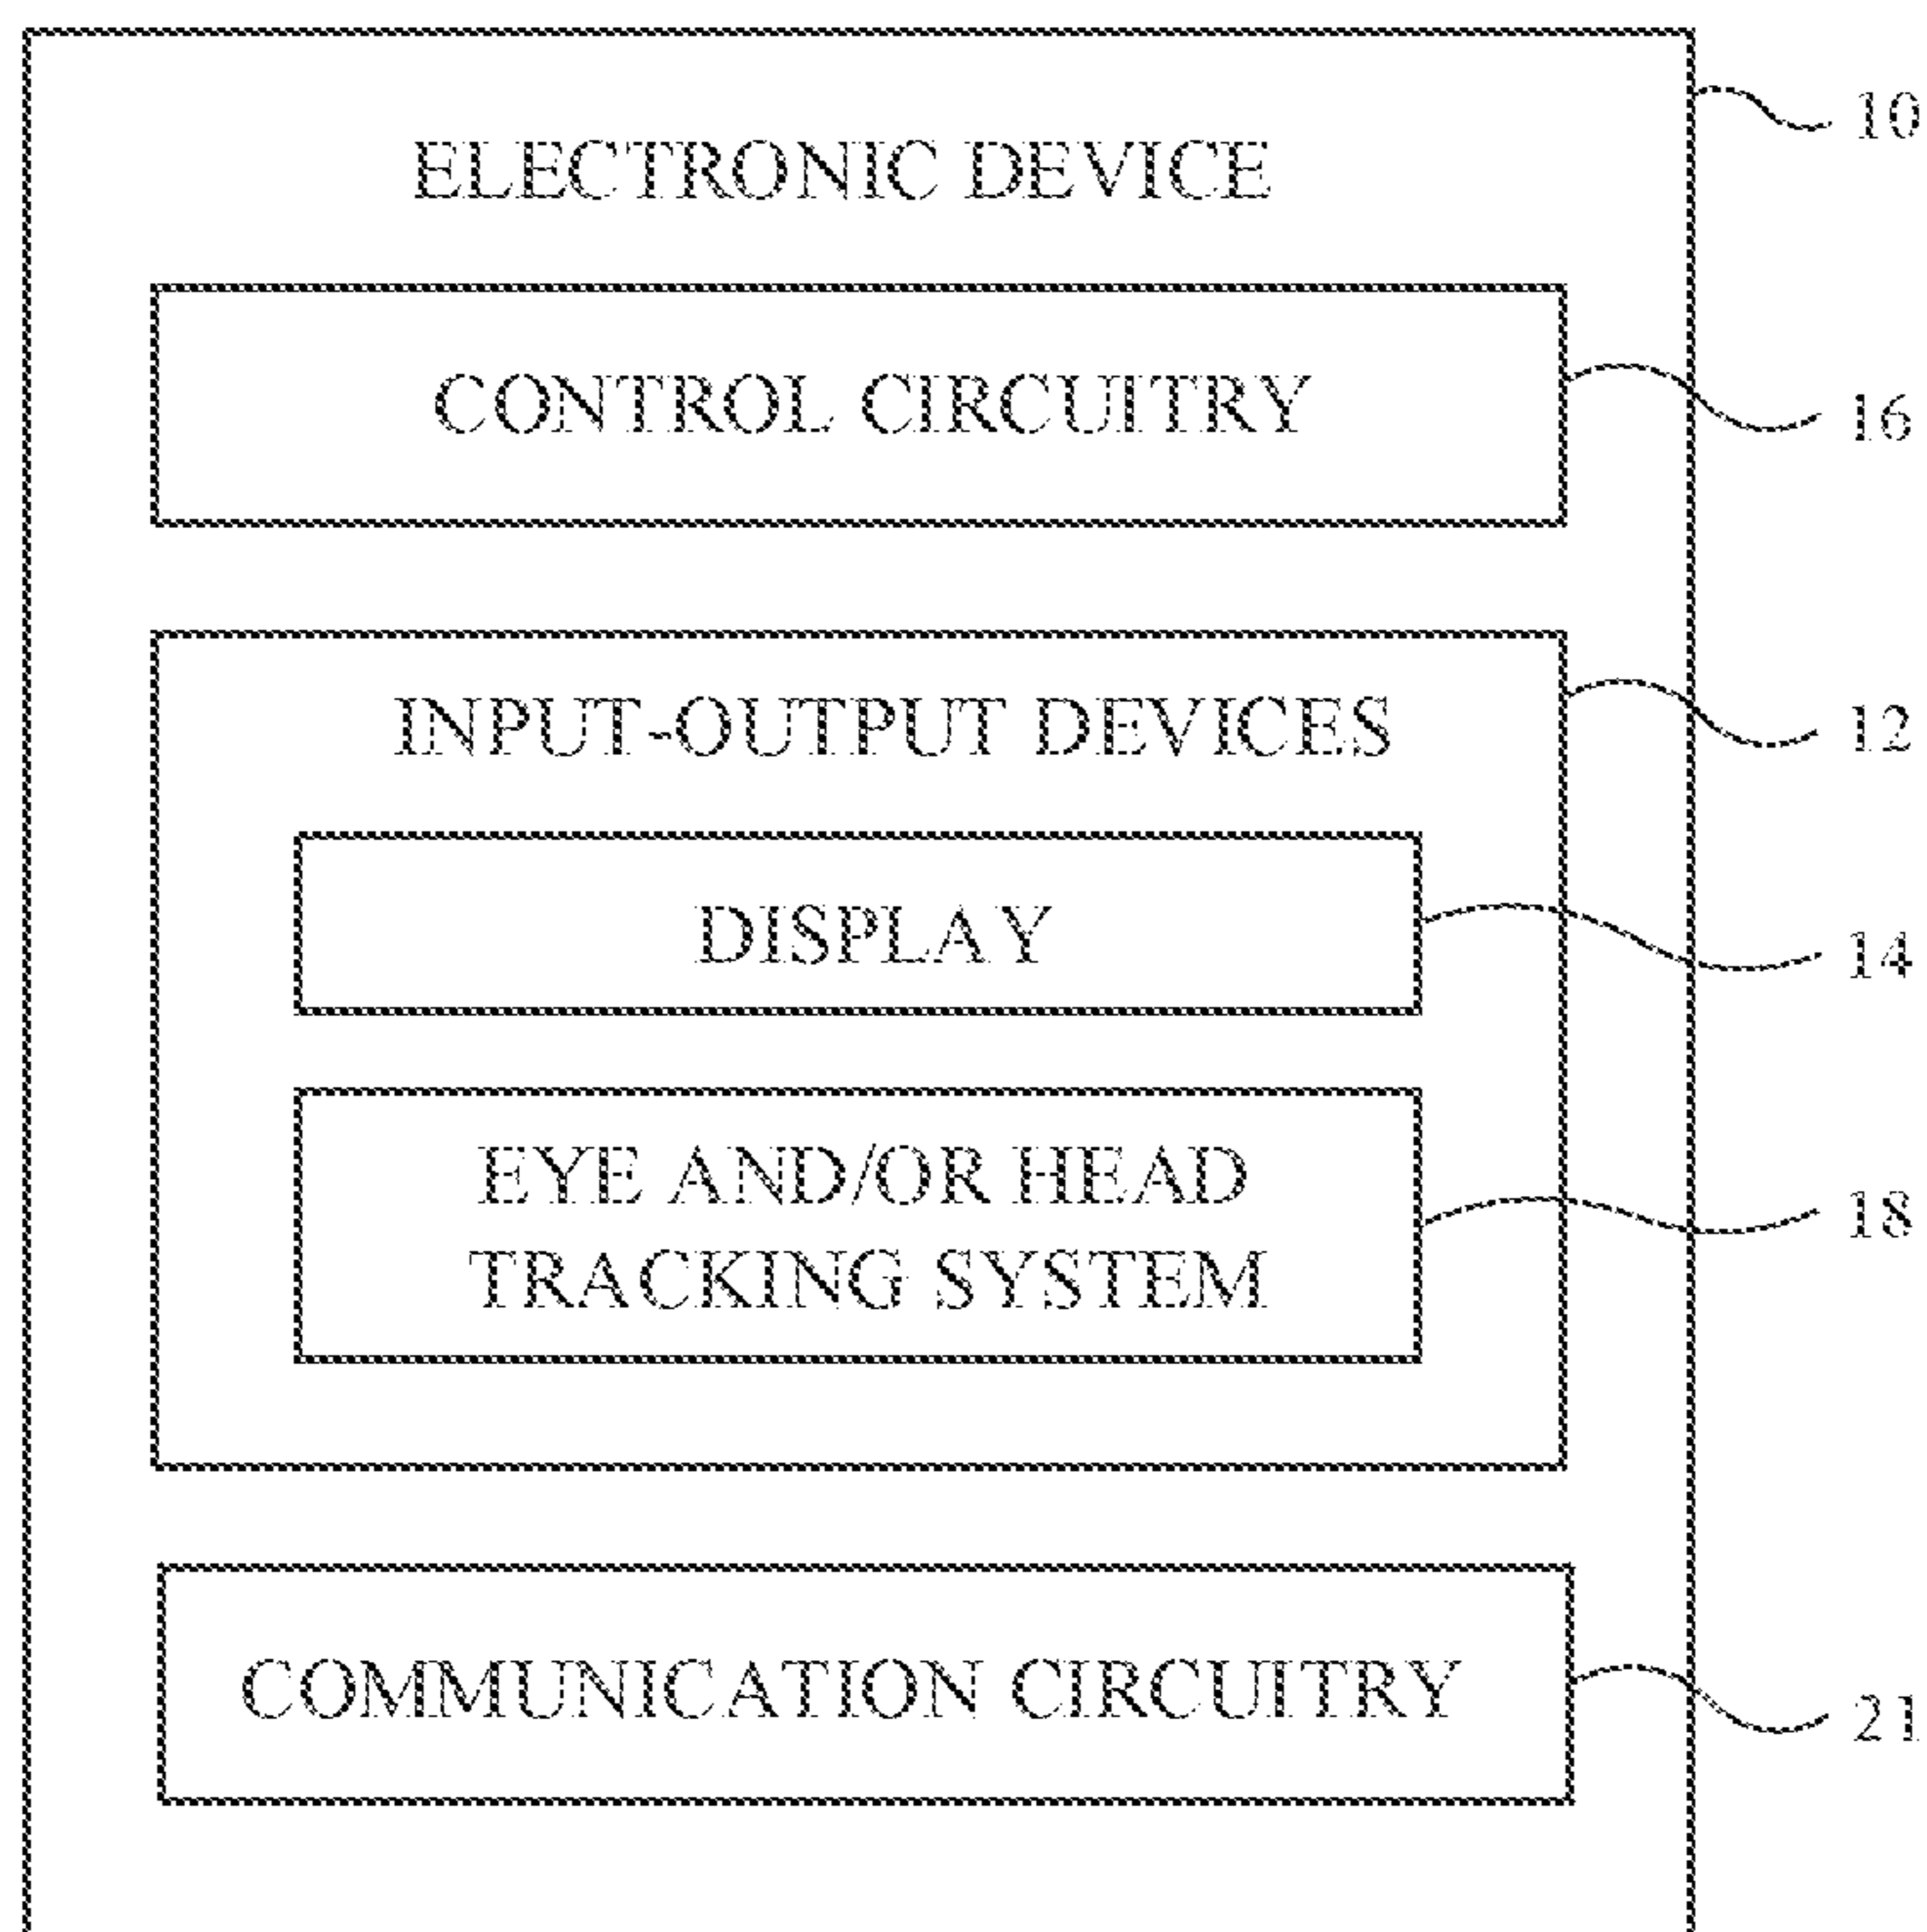 ELECTRONIC DEVICE
10
CONTROL CIRCUITRY
16
INPUT-OUTPUT DEVICES
12
DISPLAY
14
EYE AND/OR HEAD
TRACKING SYSTEM
18
COMMUNICATION CIRCUITRY
21